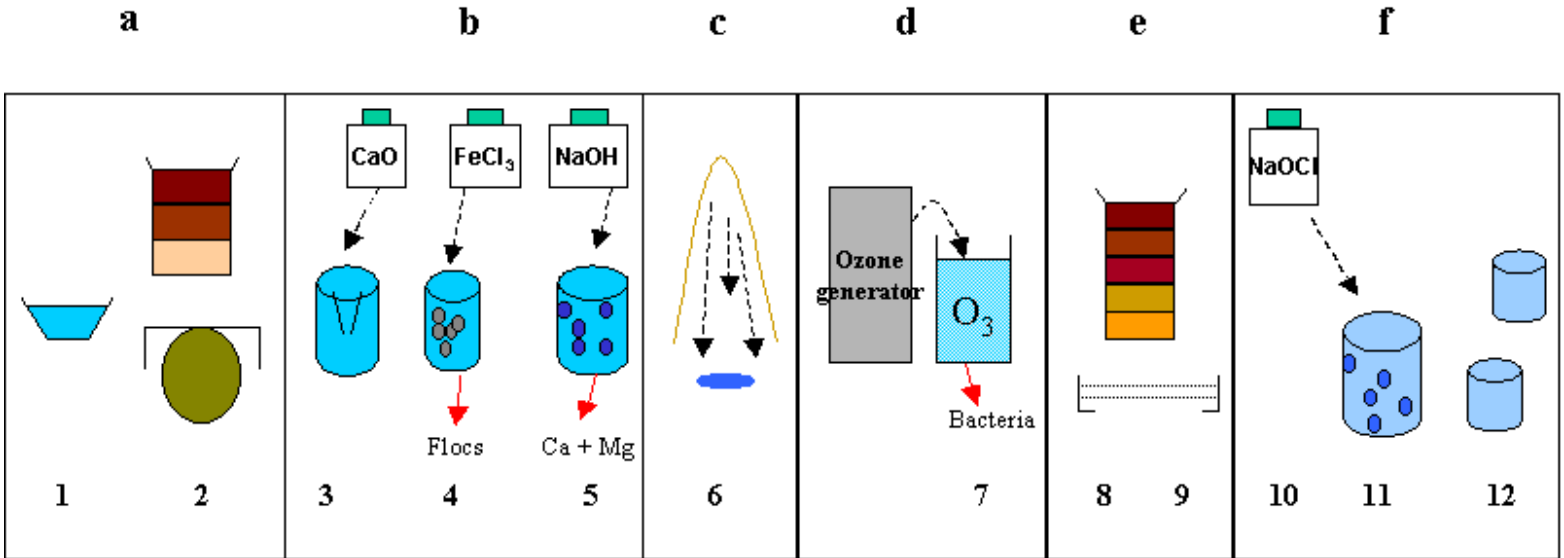 a b c d e f
CaO FeCl₃ NaOH NaOCl
Ozone
generator
O₃
Bacteria
Flocs Ca + Mg
1 2 3 4 5 6 7 8 9 10 11 12